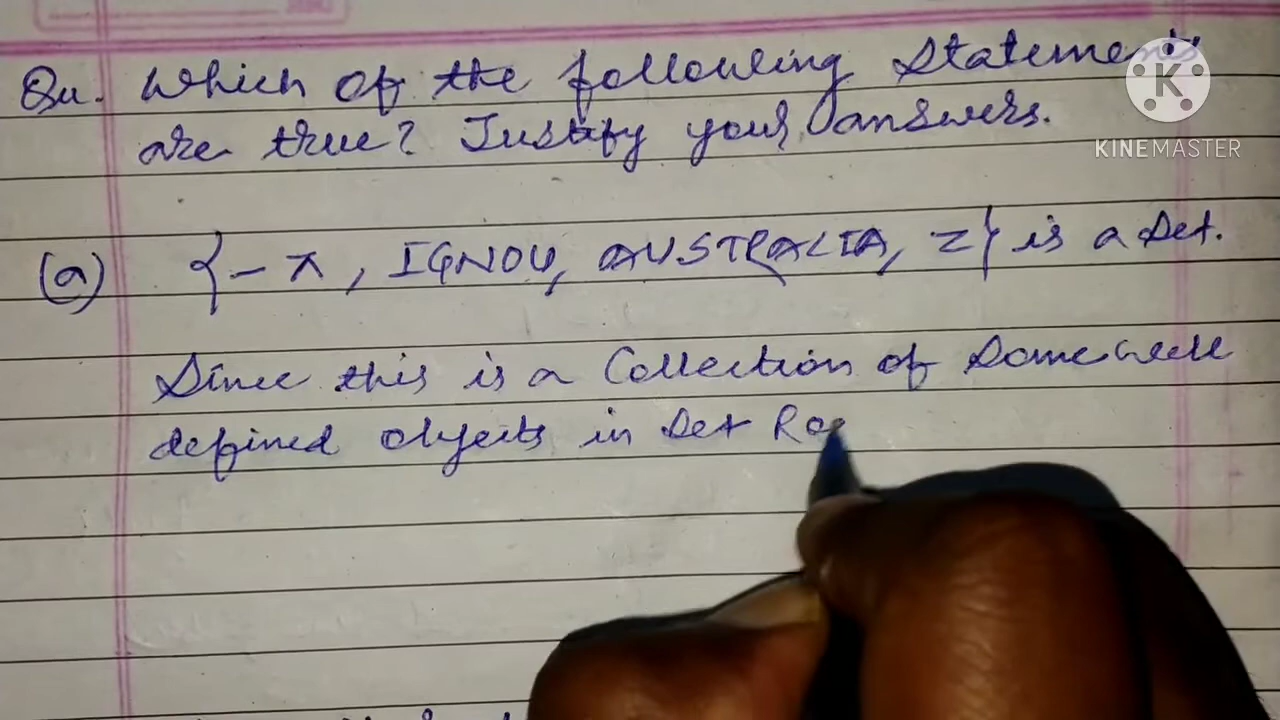 Qu. Which of the following Statements
are true? Justify your answers.
K
KINEMASTER
(a) {-π, IGNOU, AUSTRALIA, Z} is a set.
Since this is a Collection of Some well
defined objects in set